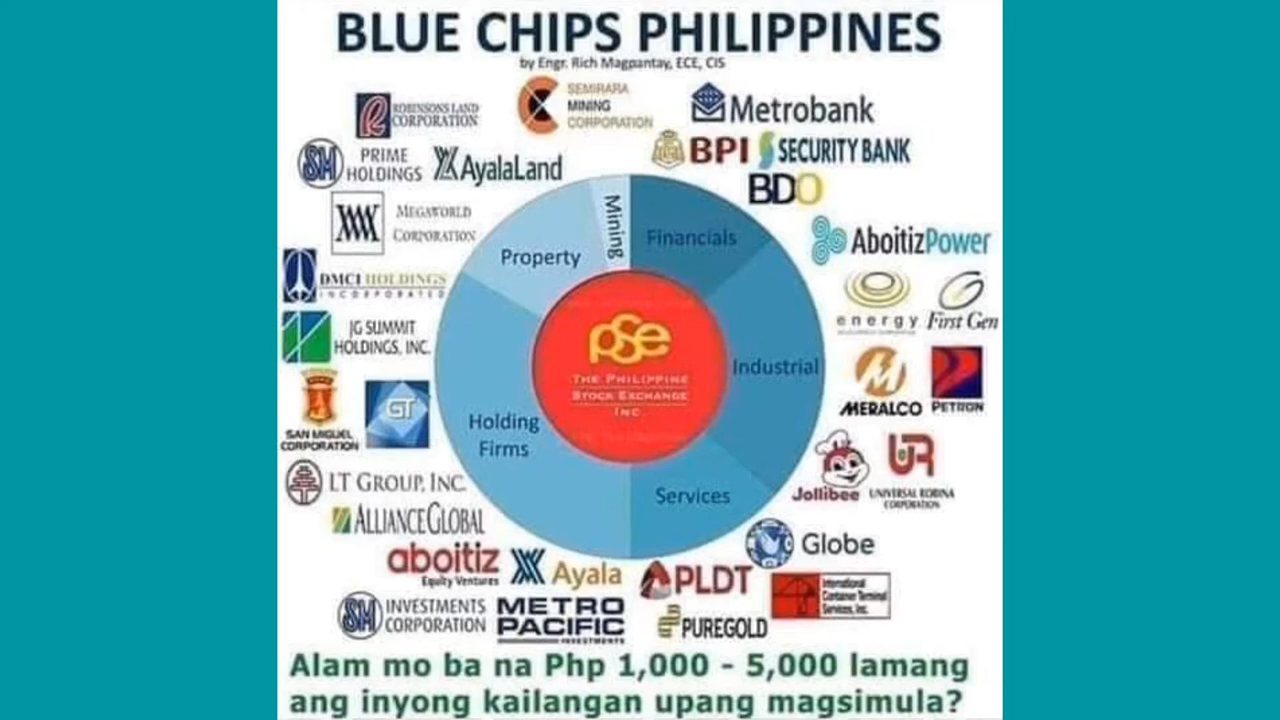 BLUE CHIPS PHILIPPINES
by Engr. Rich Magpantay, ECE, CIS
ROBINSONS LAND
CORPORATION
SEMIRARA
MINING
CORPORATION
Metrobank
SM PRIME
HOLDINGS
AyalaLand
BPI
SECURITY BANK
BDO
MEGAWORLD
CORPORATION
AboitizPower
DMCI HOLDINGS
INCORPORATED
energy
First Gen
JG SUMMIT
HOLDINGS, INC.
MERALCO
PETRON
SAN MIGUEL
CORPORATION
GT
Jollibee
UR
UNIVERSAL ROBINA
CORPORATION
LT GROUP, INC.
ALLIANCEGLOBAL
Globe
aboitiz
Equity Ventures
Ayala
PLDT
International
Container Terminal
Services, Inc.
SM INVESTMENTS
CORPORATION
METRO
PACIFIC
INVESTMENTS
PUREGOLD
Mining
Financials
Property
Industrial
Holding
Firms
Services
pse
THE PHILIPPINE
STOCK EXCHANGE
INC
Alam mo ba na Php 1,000 - 5,000 lamang
ang inyong kailangan upang magsimula?